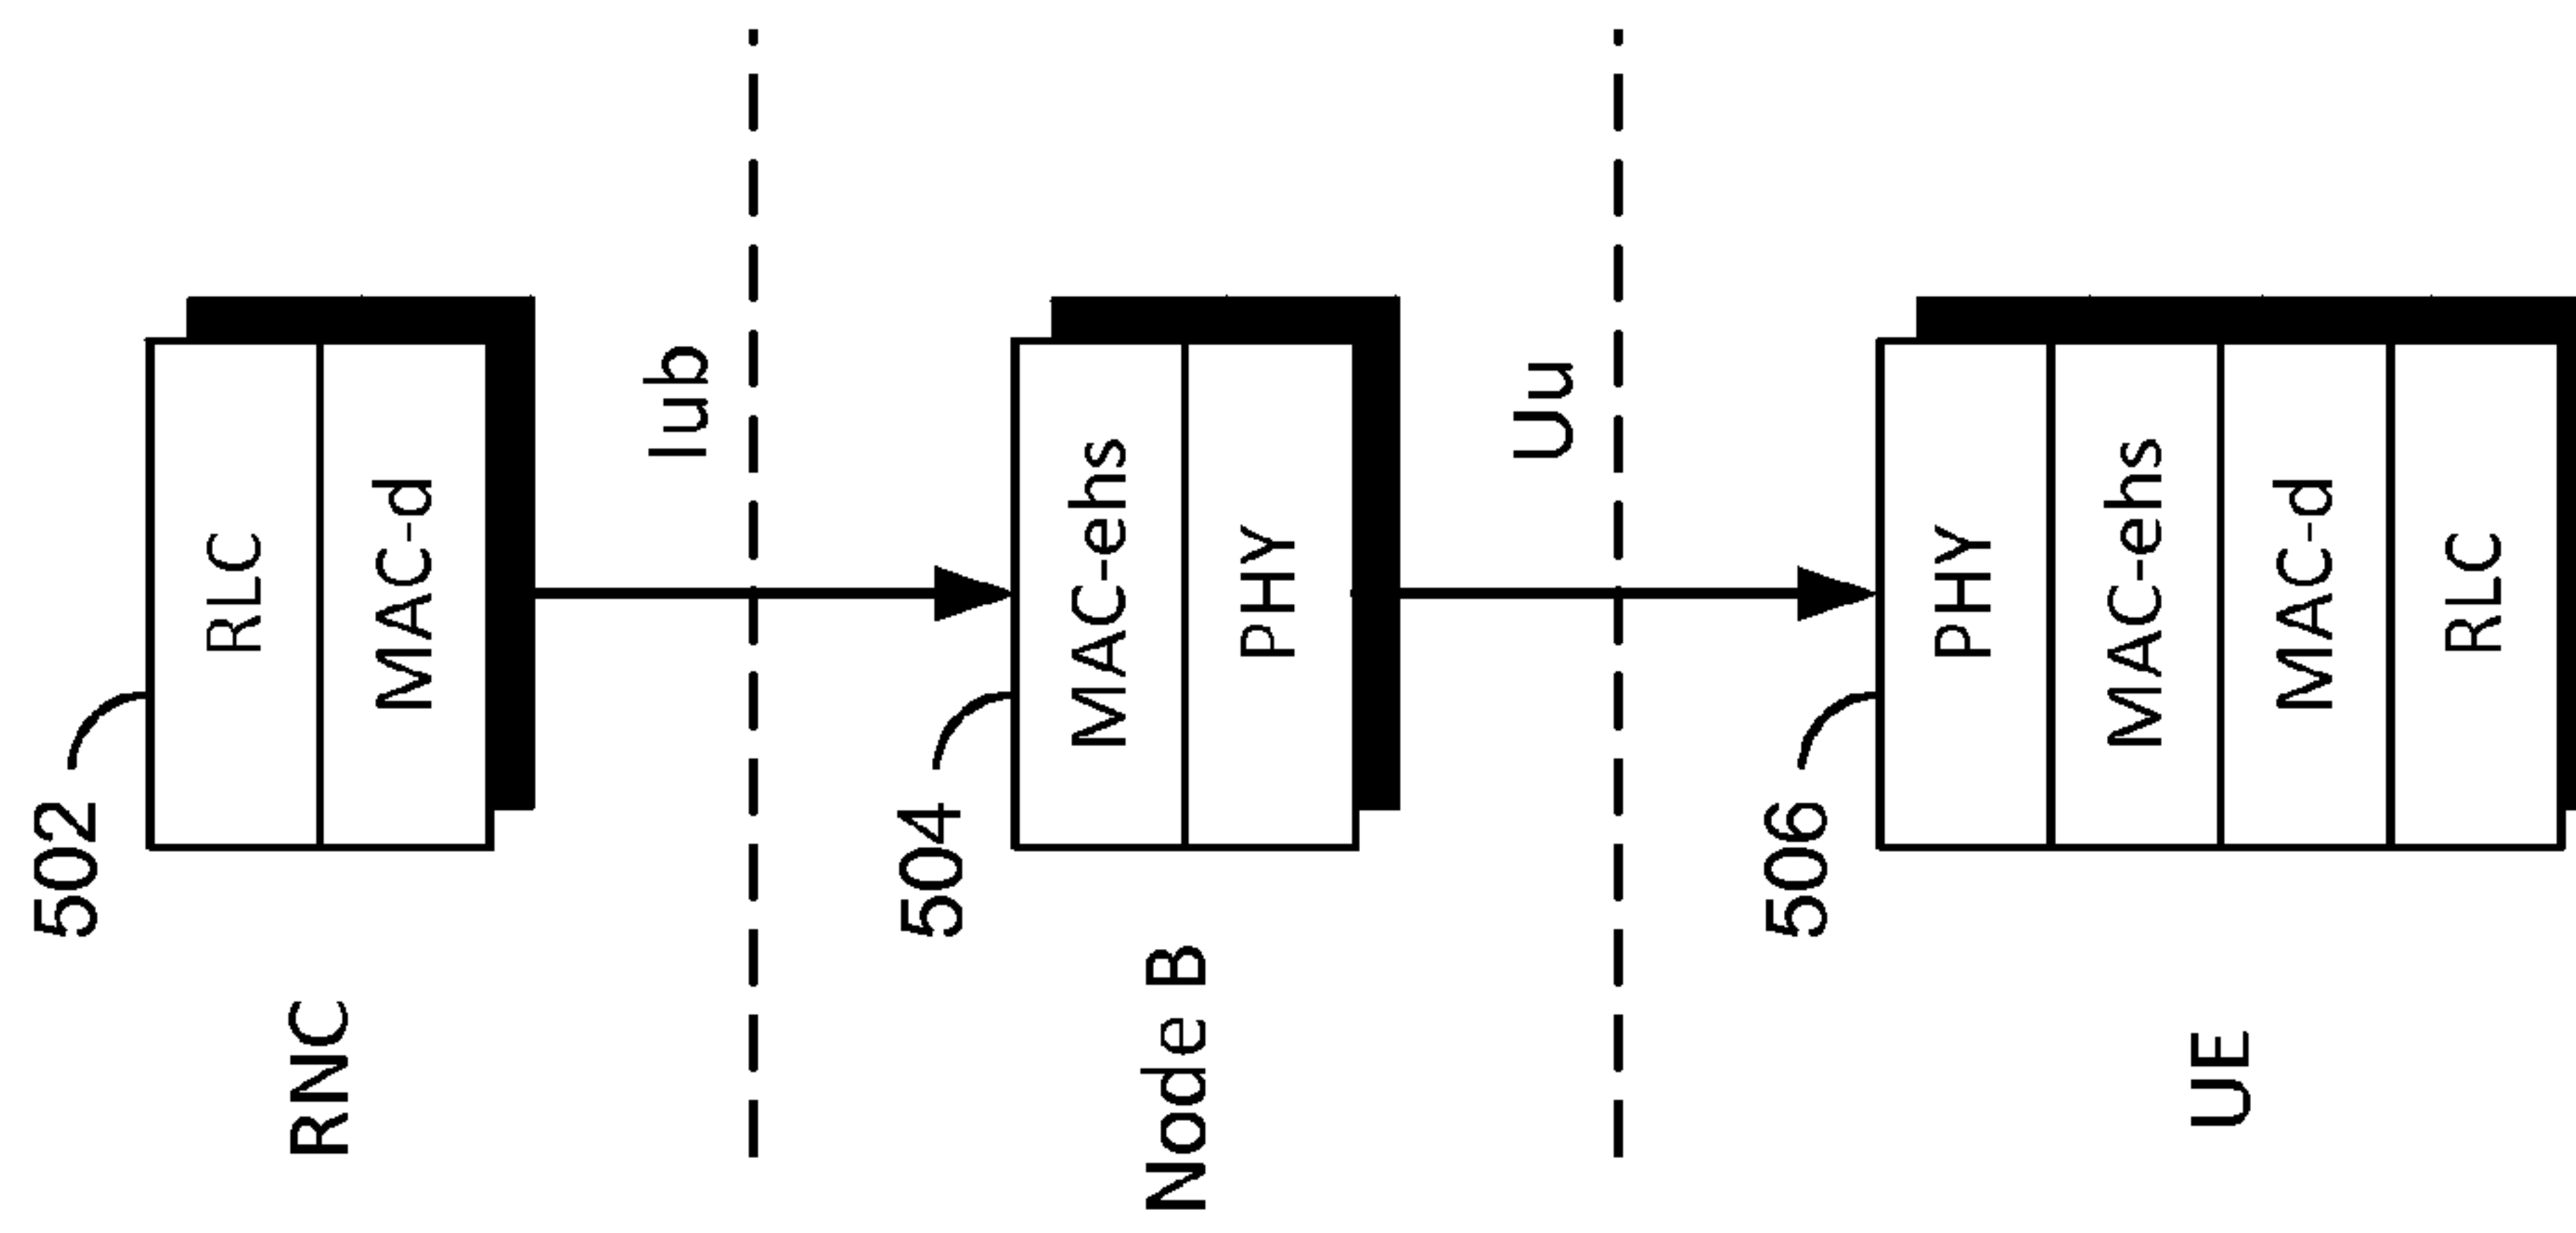 502
RLC
MAC-d
RNC
Iub
504
MAC-ehs
PHY
Node B
Uu
506
PHY
MAC-ehs
MAC-d
RLC
UE